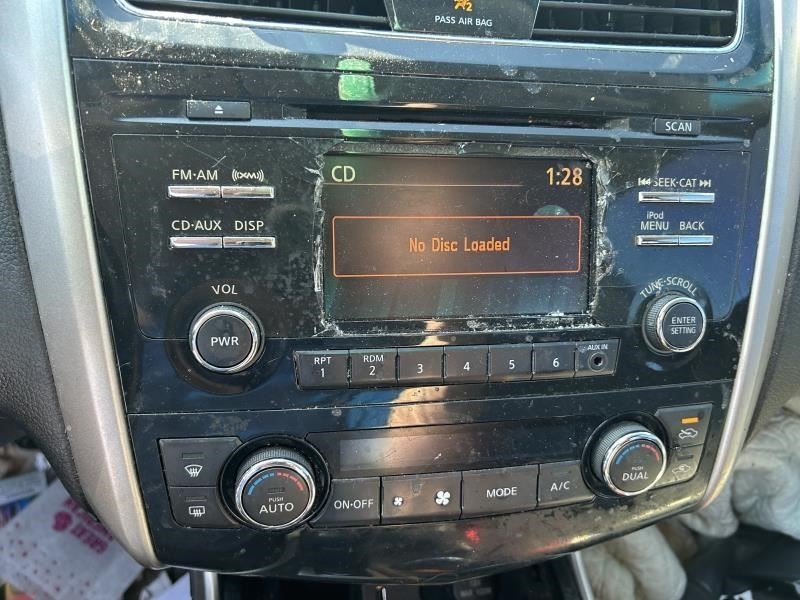 PASS AIR BAG
SCAN
FM·AM ((XM))
CD 1:28
SEEK·CAT
CD·AUX DISP
iPod
MENU BACK
No Disc Loaded
VOL
PWR
TUNE·SCROLL
ENTER
SETTING
RPT
1
RDM
2
3
4
5
6
AUX IN
PUSH
AUTO
ON·OFF
MODE
A/C
PUSH
DUAL